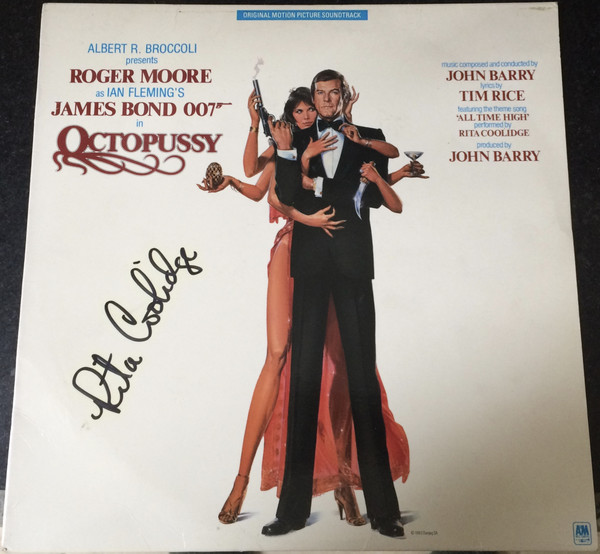 ORIGINAL MOTION PICTURE SOUNDTRACK
ALBERT R. BROCCOLI
presents
ROGER MOORE
as IAN FLEMING'S
JAMES BOND 007
in
OCTOPUSSY
music composed and conducted by
JOHN BARRY
lyrics by
TIM RICE
featuring the theme song
'ALL TIME HIGH'
performed by
RITA COOLIDGE
produced by
JOHN BARRY
Rita Coolidge
A&M